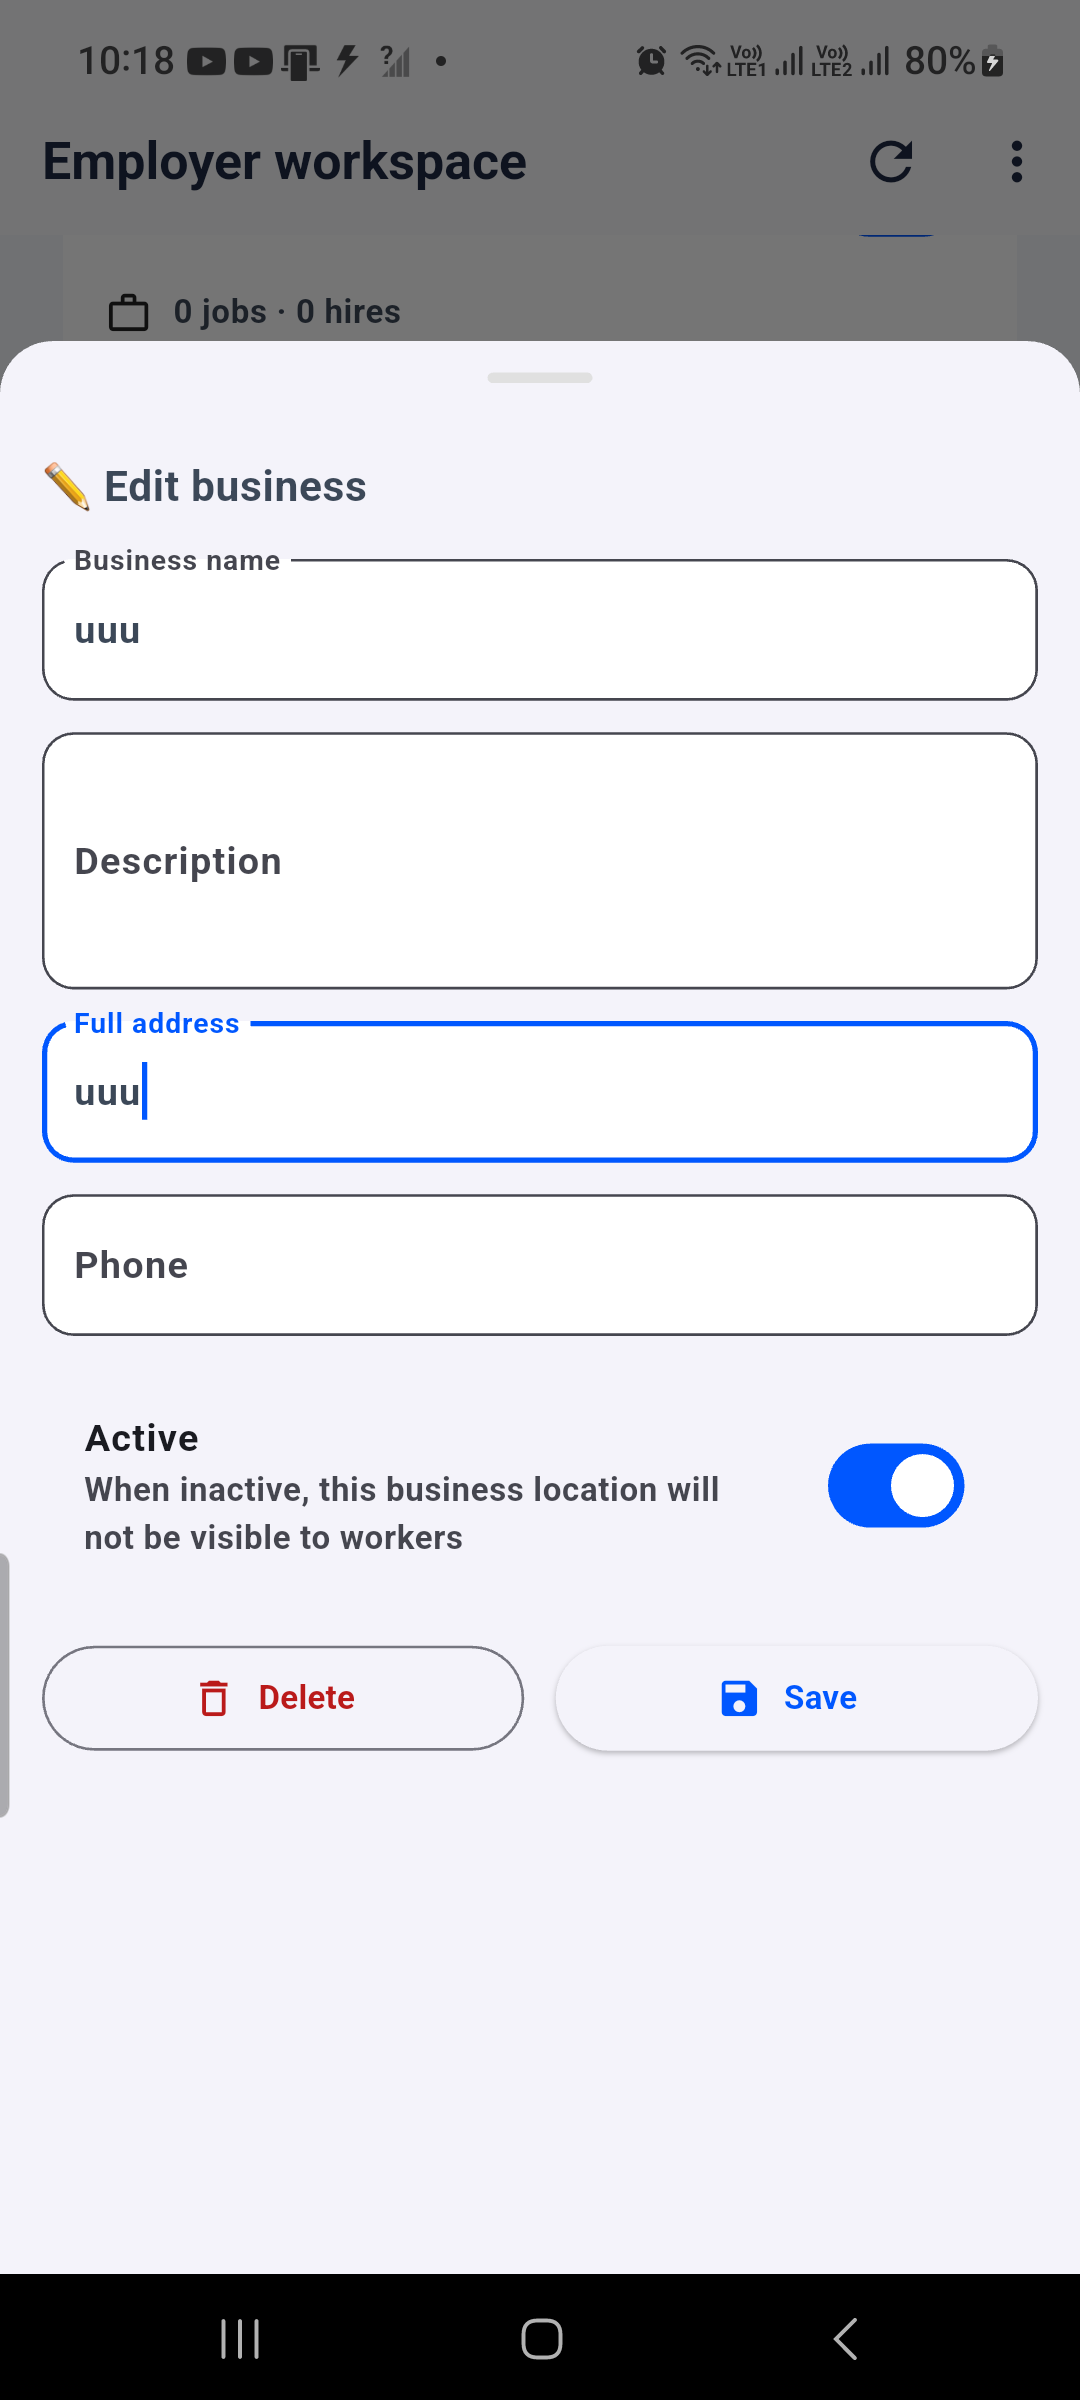 10:18 ? Vo)) LTE1 Vo)) LTE2 80%
Employer workspace
0 jobs · 0 hires
✏️ Edit business
Business name
uuu
Description
Full address
uuu
Phone
Active
When inactive, this business location will
not be visible to workers
Delete
Save